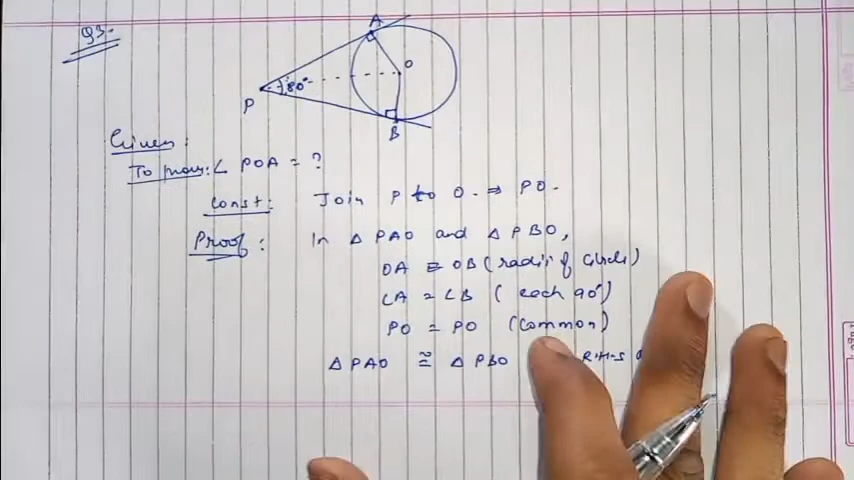 Q3.
A
O
80°
P
B
Given:
To prove: ∠ POA = ?
Const: Join P to O. ⇒ PO.
Proof: In △ PAO and △ PBO,
OA = OB (radii of circle)
∠A = ∠B (each 90°)
PO = PO (common)
△ PAO ≅ △ PBO R.H.S